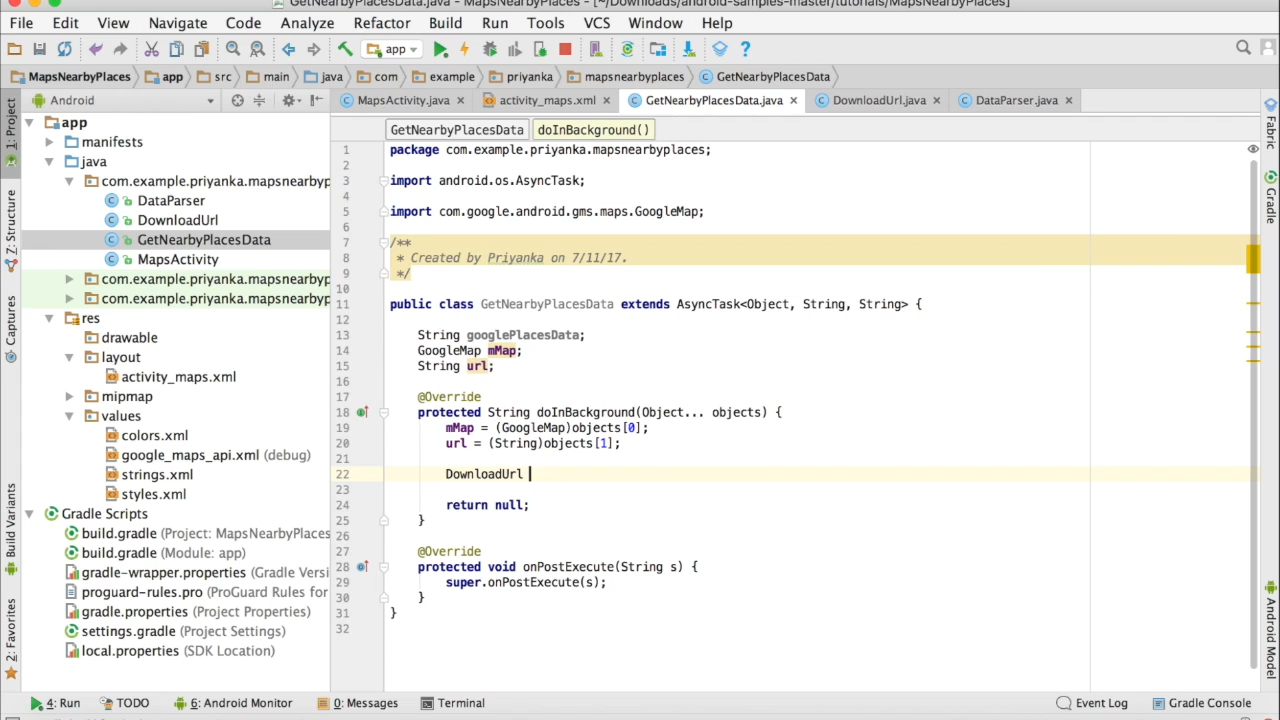 GetNearbyPlacesData.java - MapsNearbyPlaces - [~/Downloads/android-samples-master/tutorials/MapsNearbyPlaces]
File Edit View Navigate Code Analyze Refactor Build Run Tools VCS Window Help
app
MapsNearbyPlaces app src main java com example priyanka mapsnearbyplaces GetNearbyPlacesData
Android
MapsActivity.java activity_maps.xml GetNearbyPlacesData.java DownloadUrl.java DataParser.java
GetNearbyPlacesData doInBackground()
1: Project
Z: Structure
Captures
Build Variants
2: Favorites
app
manifests
java
com.example.priyanka.mapsnearbyp
DataParser
DownloadUrl
GetNearbyPlacesData
MapsActivity
com.example.priyanka.mapsnearbyp
com.example.priyanka.mapsnearbyp
res
drawable
layout
activity_maps.xml
mipmap
values
colors.xml
google_maps_api.xml (debug)
strings.xml
styles.xml
Gradle Scripts
build.gradle (Project: MapsNearbyPlaces
build.gradle (Module: app)
gradle-wrapper.properties (Gradle Versi
proguard-rules.pro (ProGuard Rules for
gradle.properties (Project Properties)
settings.gradle (Project Settings)
local.properties (SDK Location)
1 package com.example.priyanka.mapsnearbyplaces;
2
3 import android.os.AsyncTask;
4
5 import com.google.android.gms.maps.GoogleMap;
6
7 /**
8 * Created by Priyanka on 7/11/17.
9 */
10
11 public class GetNearbyPlacesData extends AsyncTask<Object, String, String> {
12
13 String googlePlacesData;
14 GoogleMap mMap;
15 String url;
16
17 @Override
18 protected String doInBackground(Object... objects) {
19 mMap = (GoogleMap)objects[0];
20 url = (String)objects[1];
21
22 DownloadUrl
23
24 return null;
25 }
26
27 @Override
28 protected void onPostExecute(String s) {
29 super.onPostExecute(s);
30 }
31 }
32
Fabric
Gradle
Android Model
4: Run TODO 6: Android Monitor 0: Messages Terminal Event Log Gradle Console